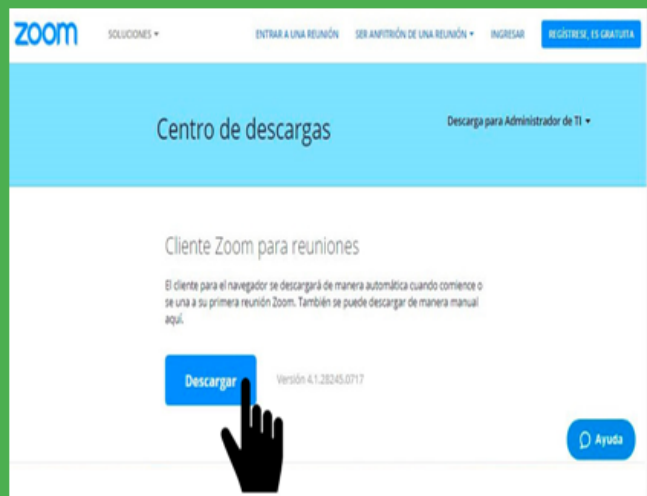 zoom SOLUCIONES ENTRAR A UNA REUNIÓN SER ANFITRIÓN DE UNA REUNIÓN INGRESAR REGÍSTRESE, ES GRATUITA
Centro de descargas
Descarga para Administrador de TI
Cliente Zoom para reuniones
El cliente para el navegador se descargará de manera automática cuando comience o
se una a su primera reunión Zoom. También se puede descargar de manera manual
aquí.
Descargar Versión 4.1.28245.0717
Ayuda